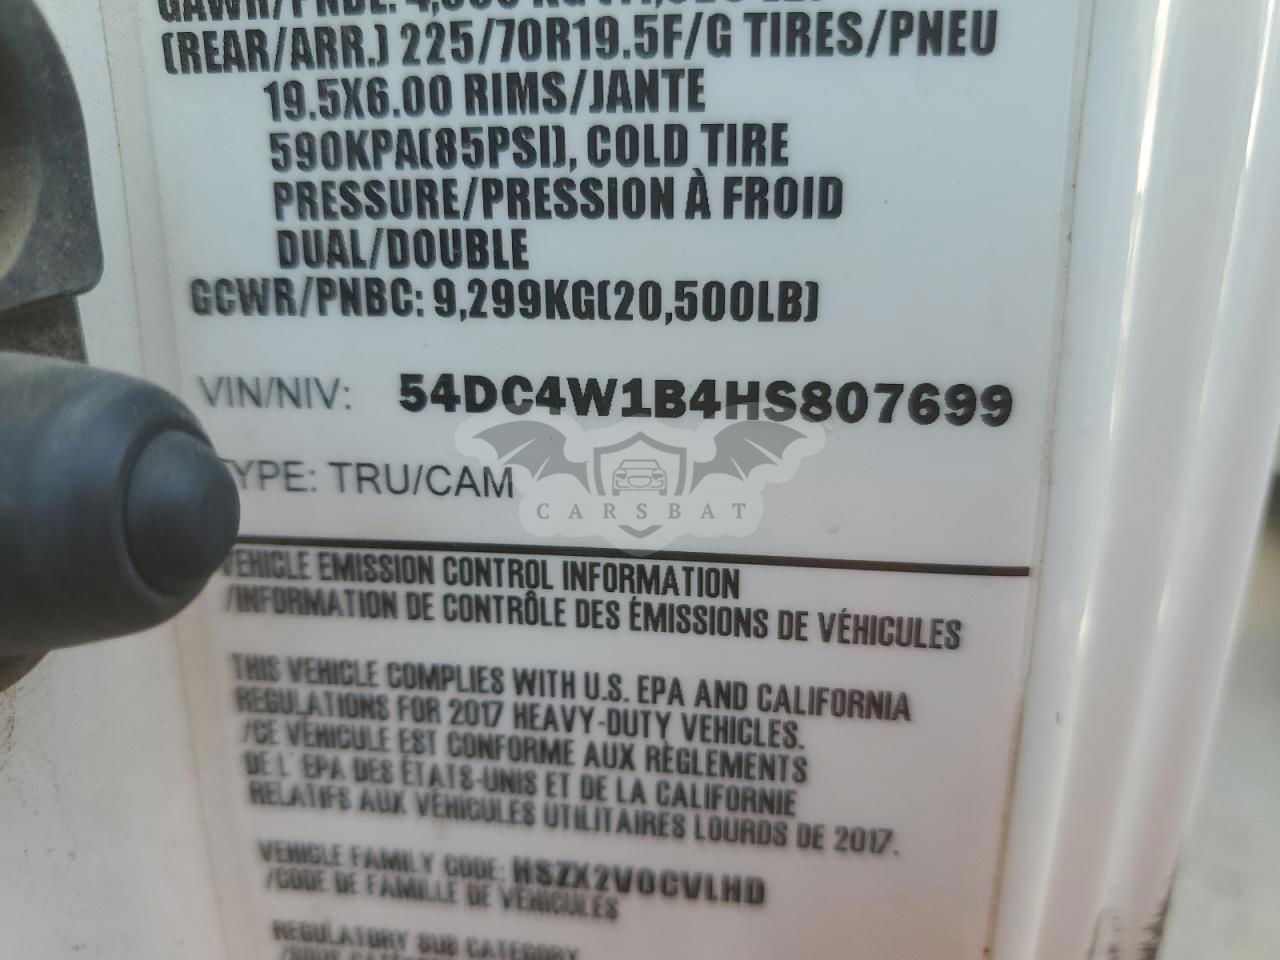 GAWR/PNBE:
(REAR/ARR.) 225/70R19.5F/G TIRES/PNEU
19.5X6.00 RIMS/JANTE
590KPA(85PSI), COLD TIRE
PRESSURE/PRESSION À FROID
DUAL/DOUBLE
GCWR/PNBC: 9,299KG(20,500LB)
VIN/NIV: 54DC4W1B4HS807699
TYPE: TRU/CAM
CARSBAT
VEHICLE EMISSION CONTROL INFORMATION
/INFORMATION DE CONTRÔLE DES ÉMISSIONS DE VÉHICULES
THIS VEHICLE COMPLIES WITH U.S. EPA AND CALIFORNIA
REGULATIONS FOR 2017 HEAVY-DUTY VEHICLES.
/CE VÉHICULE EST CONFORME AUX RÈGLEMENTS
DE L' EPA DES ÉTATS-UNIS ET DE LA CALIFORNIE
RELATIFS AUX VÉHICULES UTILITAIRES LOURDS DE 2017.
VEHICLE FAMILY CODE: HSZX2VOCVLHD
/CODE DE FAMILLE DE VÉHICULES
REGULATORY SUB CATEGORY